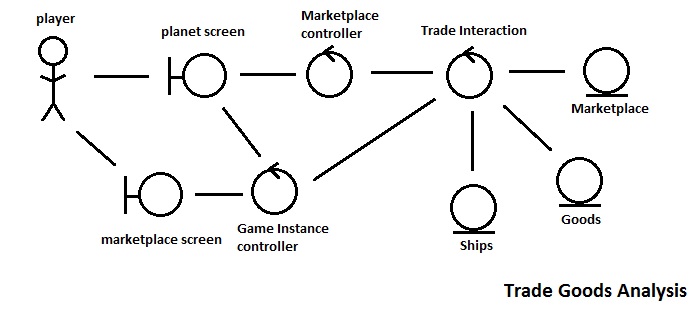 player
planet screen
Marketplace
controller
Trade Interaction
Marketplace
marketplace screen
Game Instance
controller
Ships
Goods
Trade Goods Analysis